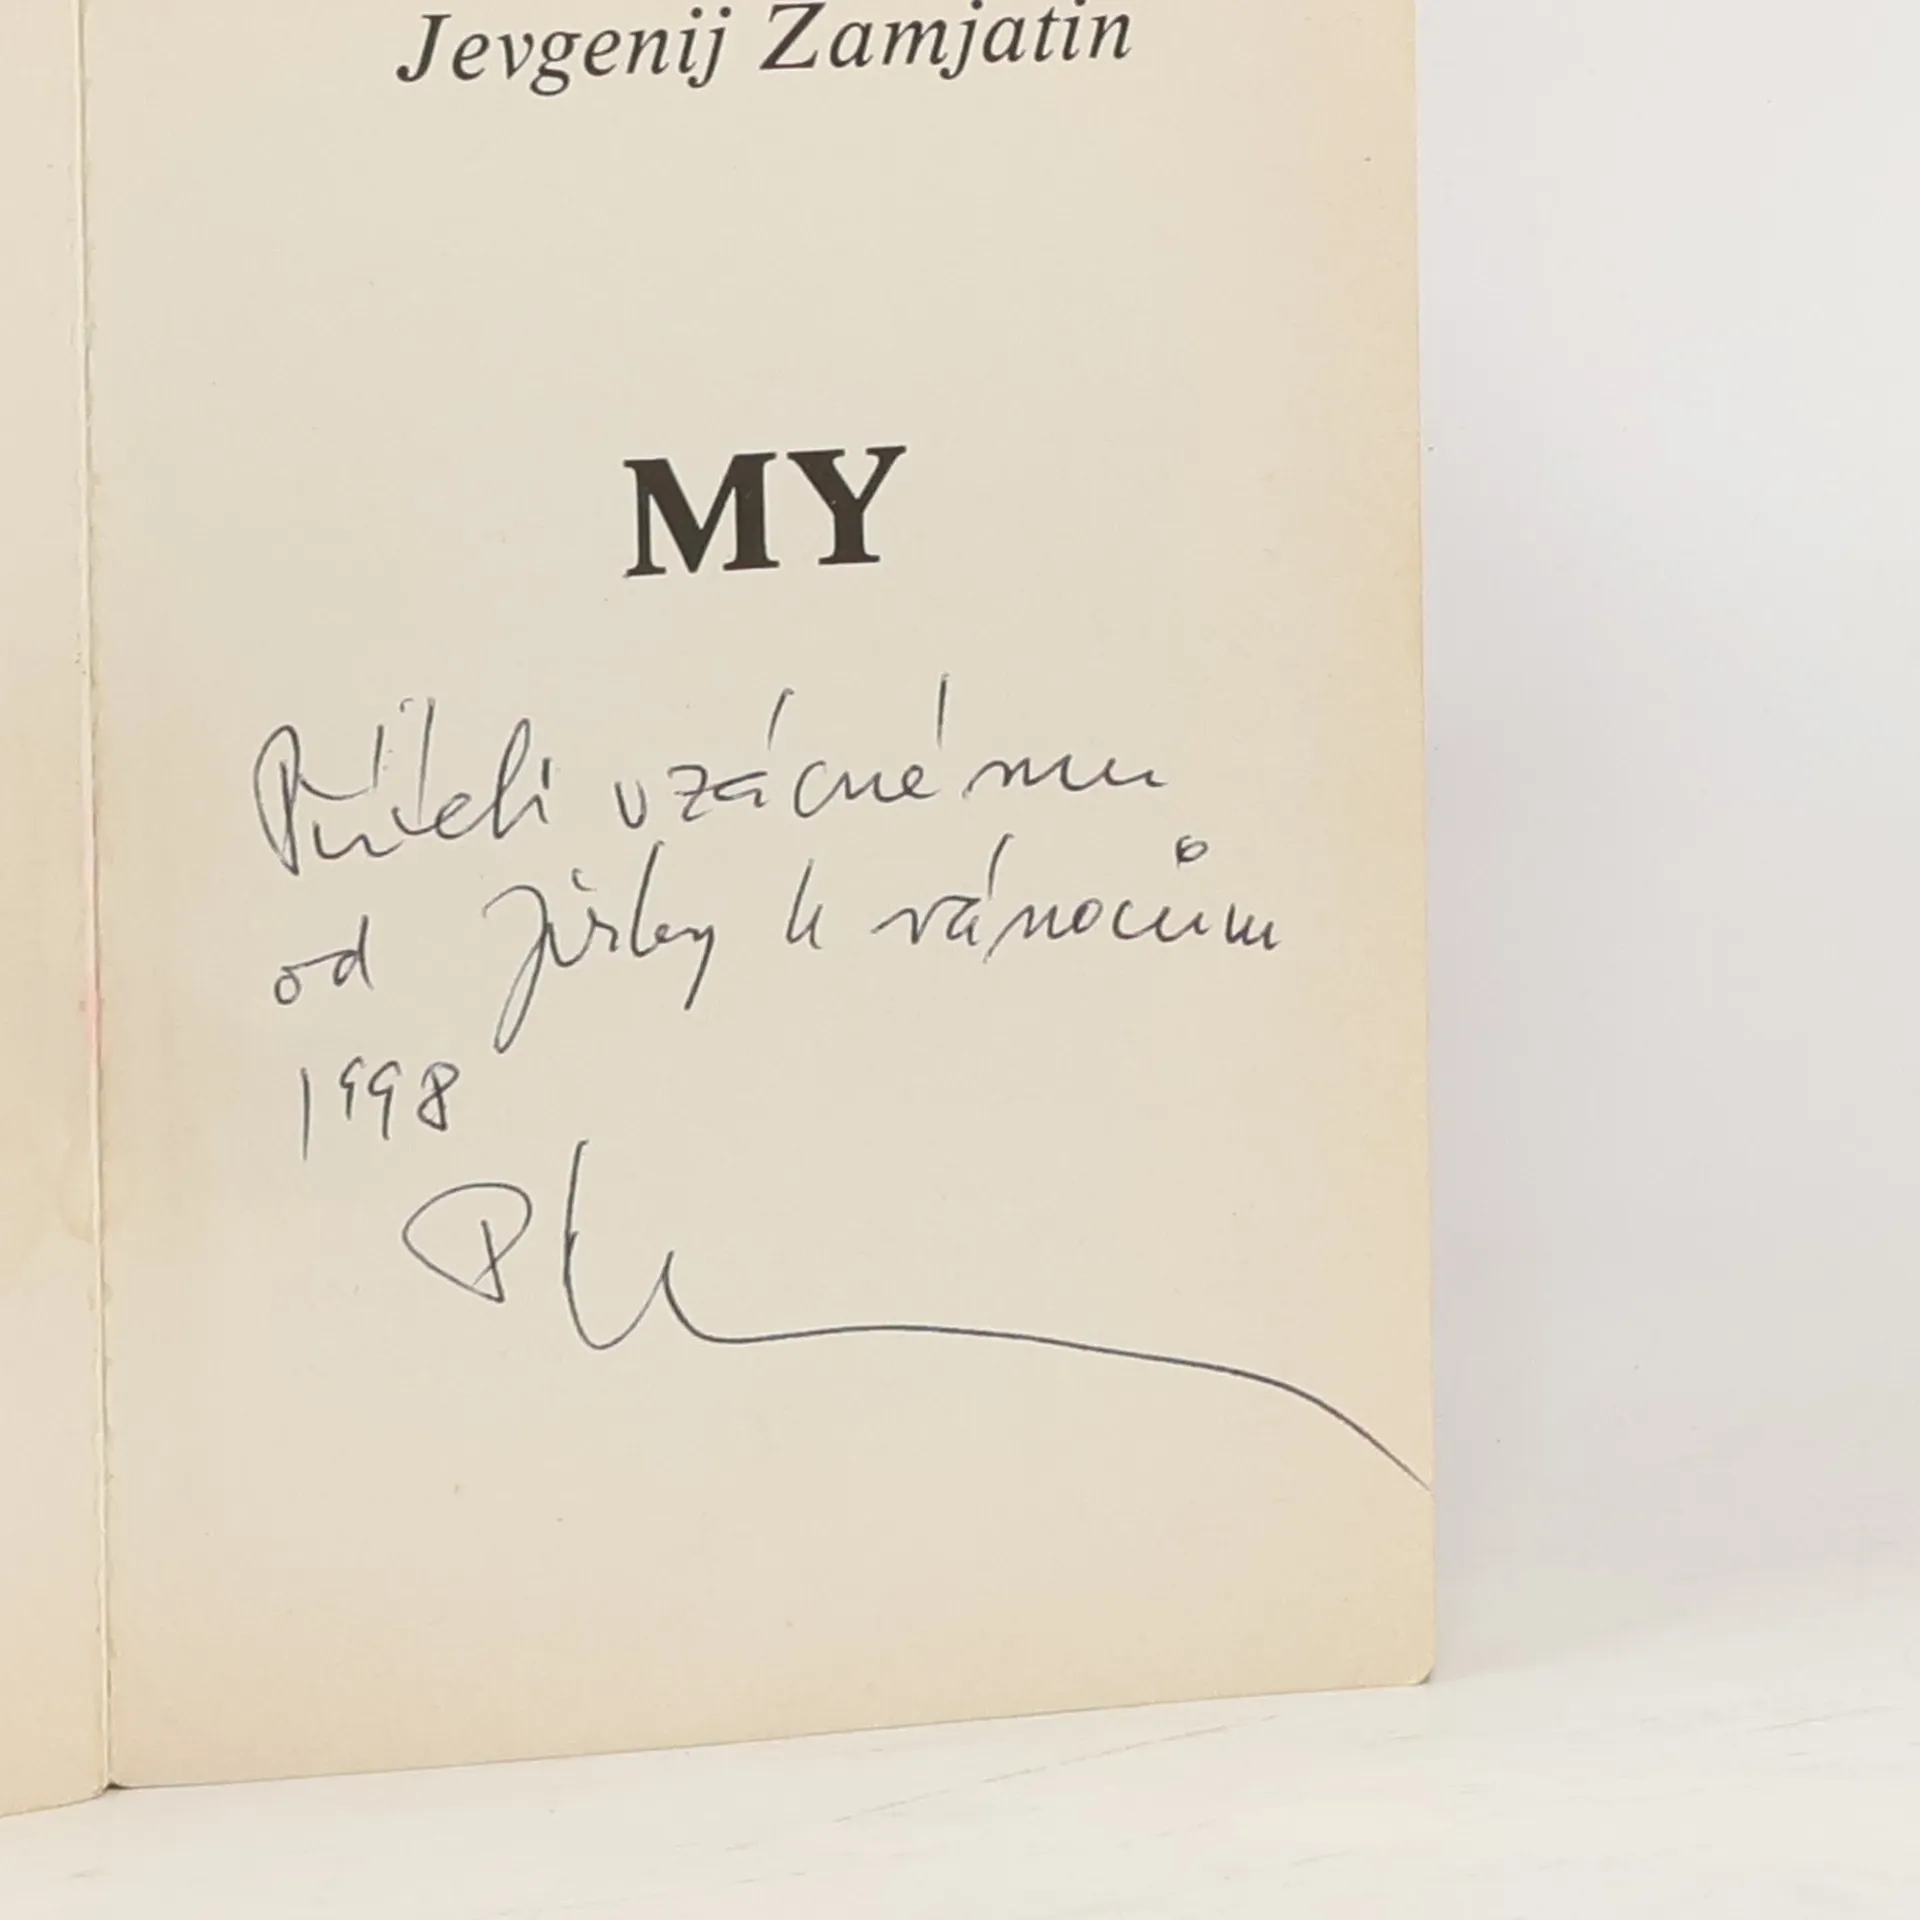 Jevgenij Zamjatin
MY
Příteli vzácnému
od Jirky k vánocům
1998